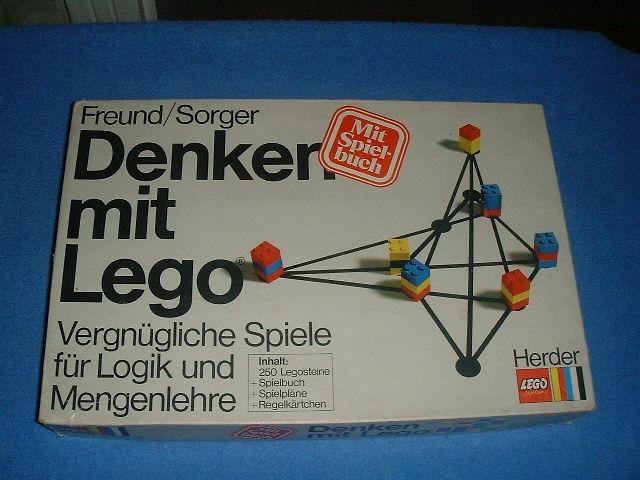 Freund/Sorger
Denken
mit
Lego®
Mit
Spiel-
buch
Vergnügliche Spiele
für Logik und
Mengenlehre
Inhalt:
250 Legosteine
+ Spielbuch
+ Spielpläne
+ Regelkärtchen
Herder
LEGO
System
Denken
mit Lego